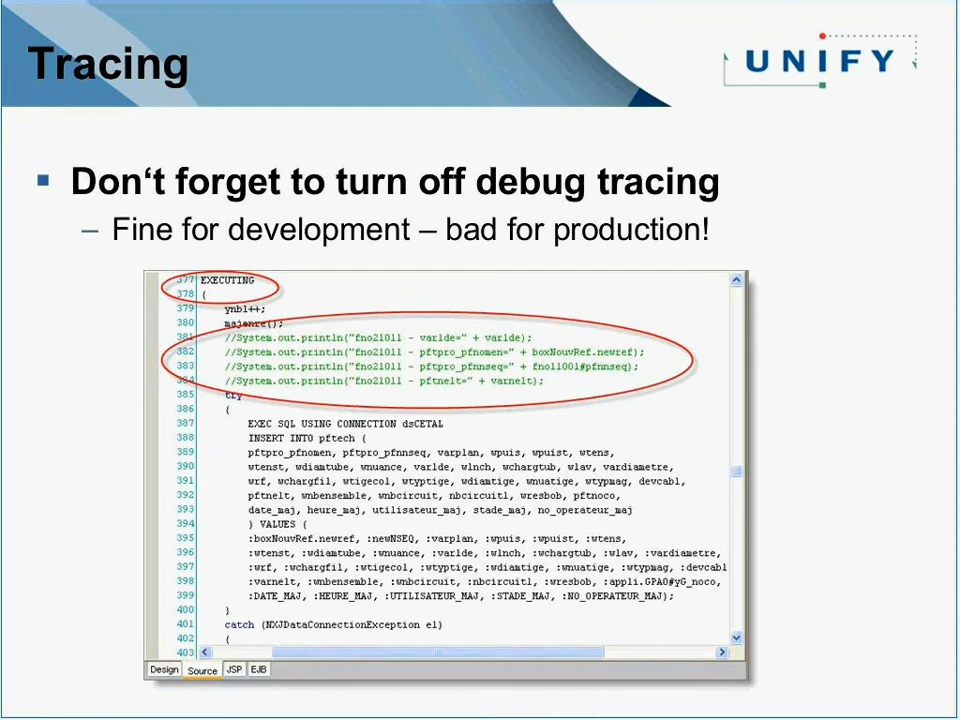 Tracing
UNIFY
Don‘t forget to turn off debug tracing
– Fine for development – bad for production!
377 EXECUTING
378 {
379 ynbl++;
380 majenre();
381 //System.out.println("fno21011 - varlde=" + varlde);
382 //System.out.println("fno21011 - pftpro_pfnomen=" + boxNouvRef.newref);
383 //System.out.println("fno21011 - pftpro_pfnnseq=" + fno11001#pfnnseq);
384 //System.out.println("fno21011 - pftnelt=" + varnelt);
385 try
386 {
387 EXEC SQL USING CONNECTION dsCETAL
388 INSERT INTO pftech (
389 pftpro_pfnomen, pftpro_pfnnseq, varplan, wpuis, wpuist, wtens,
390 wtenst, wdiamtube, wnuance, varlde, wlnch, wchargtub, wlav, vardiametre,
391 wrf, wchargfil, wtigecol, wtyptige, wdiamtige, wnuatige, wtypmag, devcabl,
392 pftnelt, wnbensemble, wnbcircuit, nbcircuitl, wresbob, pftnoco,
393 date_maj, heure_maj, utilisateur_maj, stade_maj, no_operateur_maj
394 ) VALUES (
395 :boxNouvRef.newref, :newNSEQ, :varplan, :wpuis, :wpuist, :wtens,
396 :wtenst, :wdiamtube, :wnuance, :varlde, :wlnch, :wchargtub, :wlav, :vardiametre,
397 :wrf, :wchargfil, :wtigecol, :wtyptige, :wdiamtige, :wnuatige, :wtypmag, :devcabl
398 :varnelt, :wnbensemble, :wnbcircuit, :nbcircuitl, :wresbob, :appli.GPAO#yG_noco,
399 :DATE_MAJ, :HEURE_MAJ, :UTILISATEUR_MAJ, :STADE_MAJ, :NO_OPERATEUR_MAJ);
400 }
401 catch (NXJDataConnectionException el)
402 {
403
Design Source JSP EJB